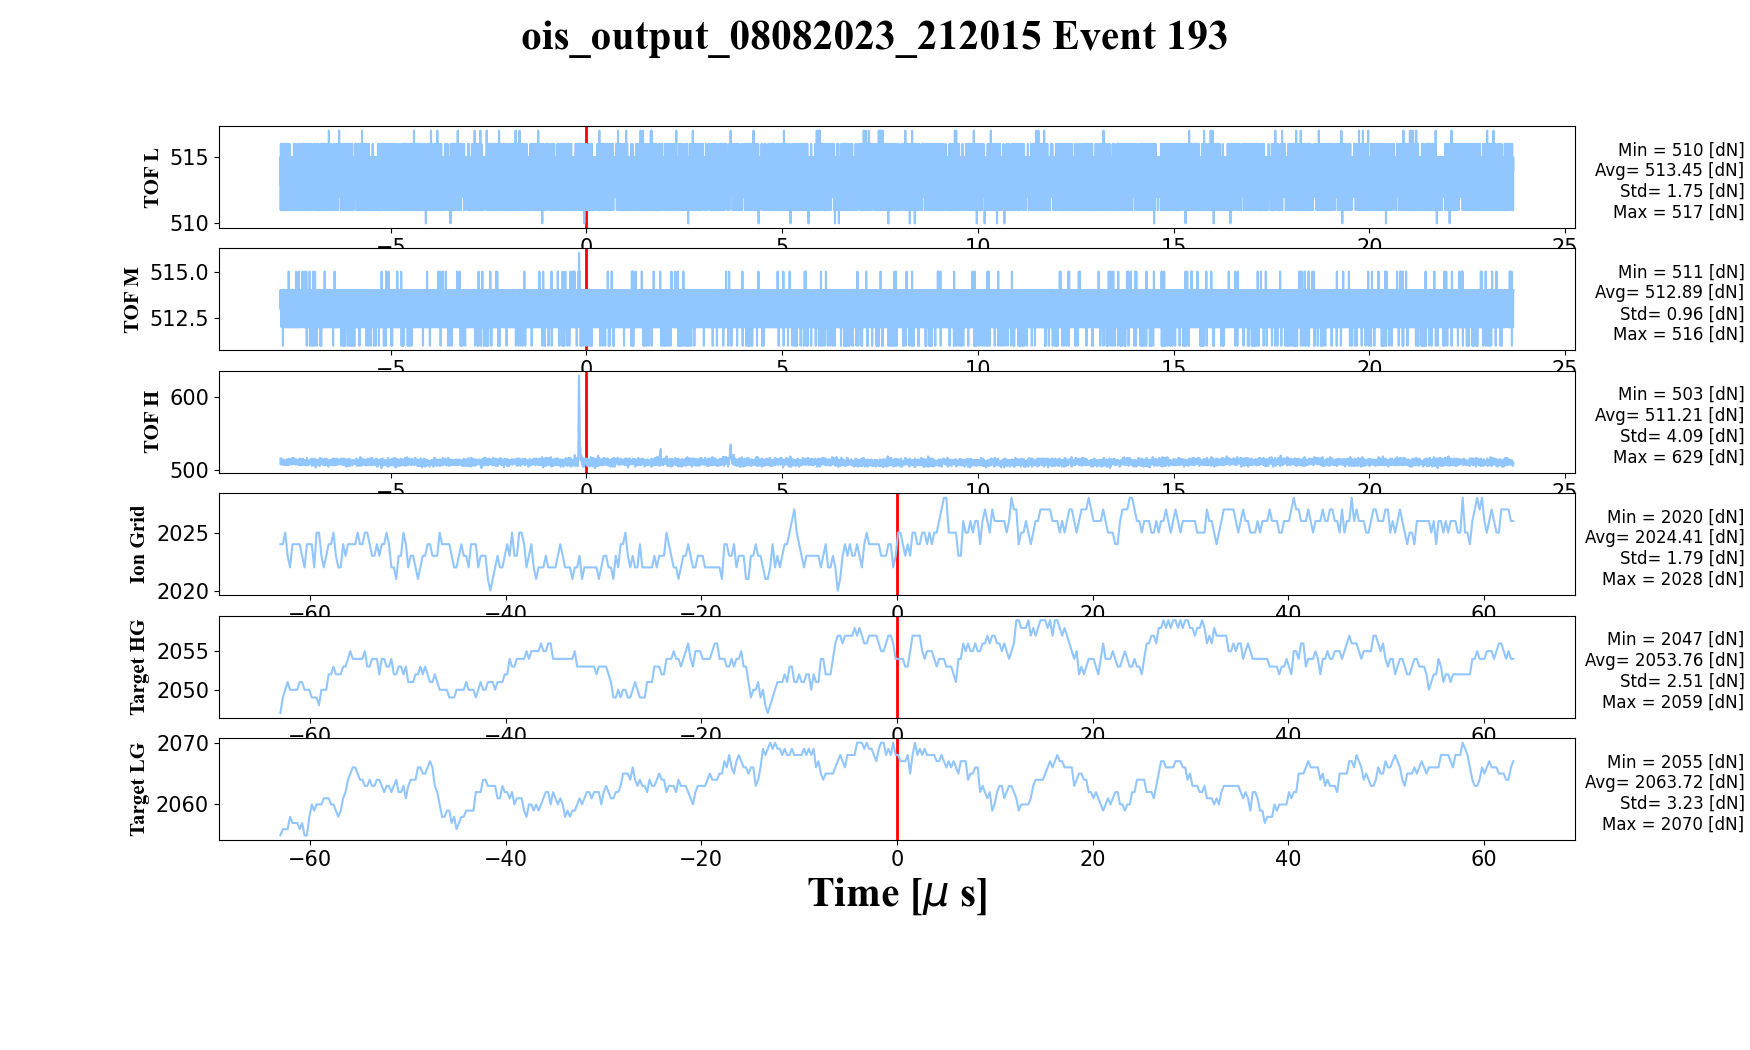 ois_output_08082023_212015 Event 193
TOF L
515
510
−5
0
5
10
15
20
25
Min = 510 [dN]
Avg= 513.45 [dN]
Std= 1.75 [dN]
Max = 517 [dN]
TOF M
515.0
512.5
−5
0
5
10
15
20
25
Min = 511 [dN]
Avg= 512.89 [dN]
Std= 0.96 [dN]
Max = 516 [dN]
TOF H
600
500
−5
0
5
10
15
20
25
Min = 503 [dN]
Avg= 511.21 [dN]
Std= 4.09 [dN]
Max = 629 [dN]
Ion Grid
2025
2020
−60
−40
−20
0
20
40
60
Min = 2020 [dN]
Avg= 2024.41 [dN]
Std= 1.79 [dN]
Max = 2028 [dN]
Target HG
2055
2050
−60
−40
−20
0
20
40
60
Min = 2047 [dN]
Avg= 2053.76 [dN]
Std= 2.51 [dN]
Max = 2059 [dN]
Target LG
2070
2060
−60
−40
−20
0
20
40
60
Min = 2055 [dN]
Avg= 2063.72 [dN]
Std= 3.23 [dN]
Max = 2070 [dN]
Time [μ s]